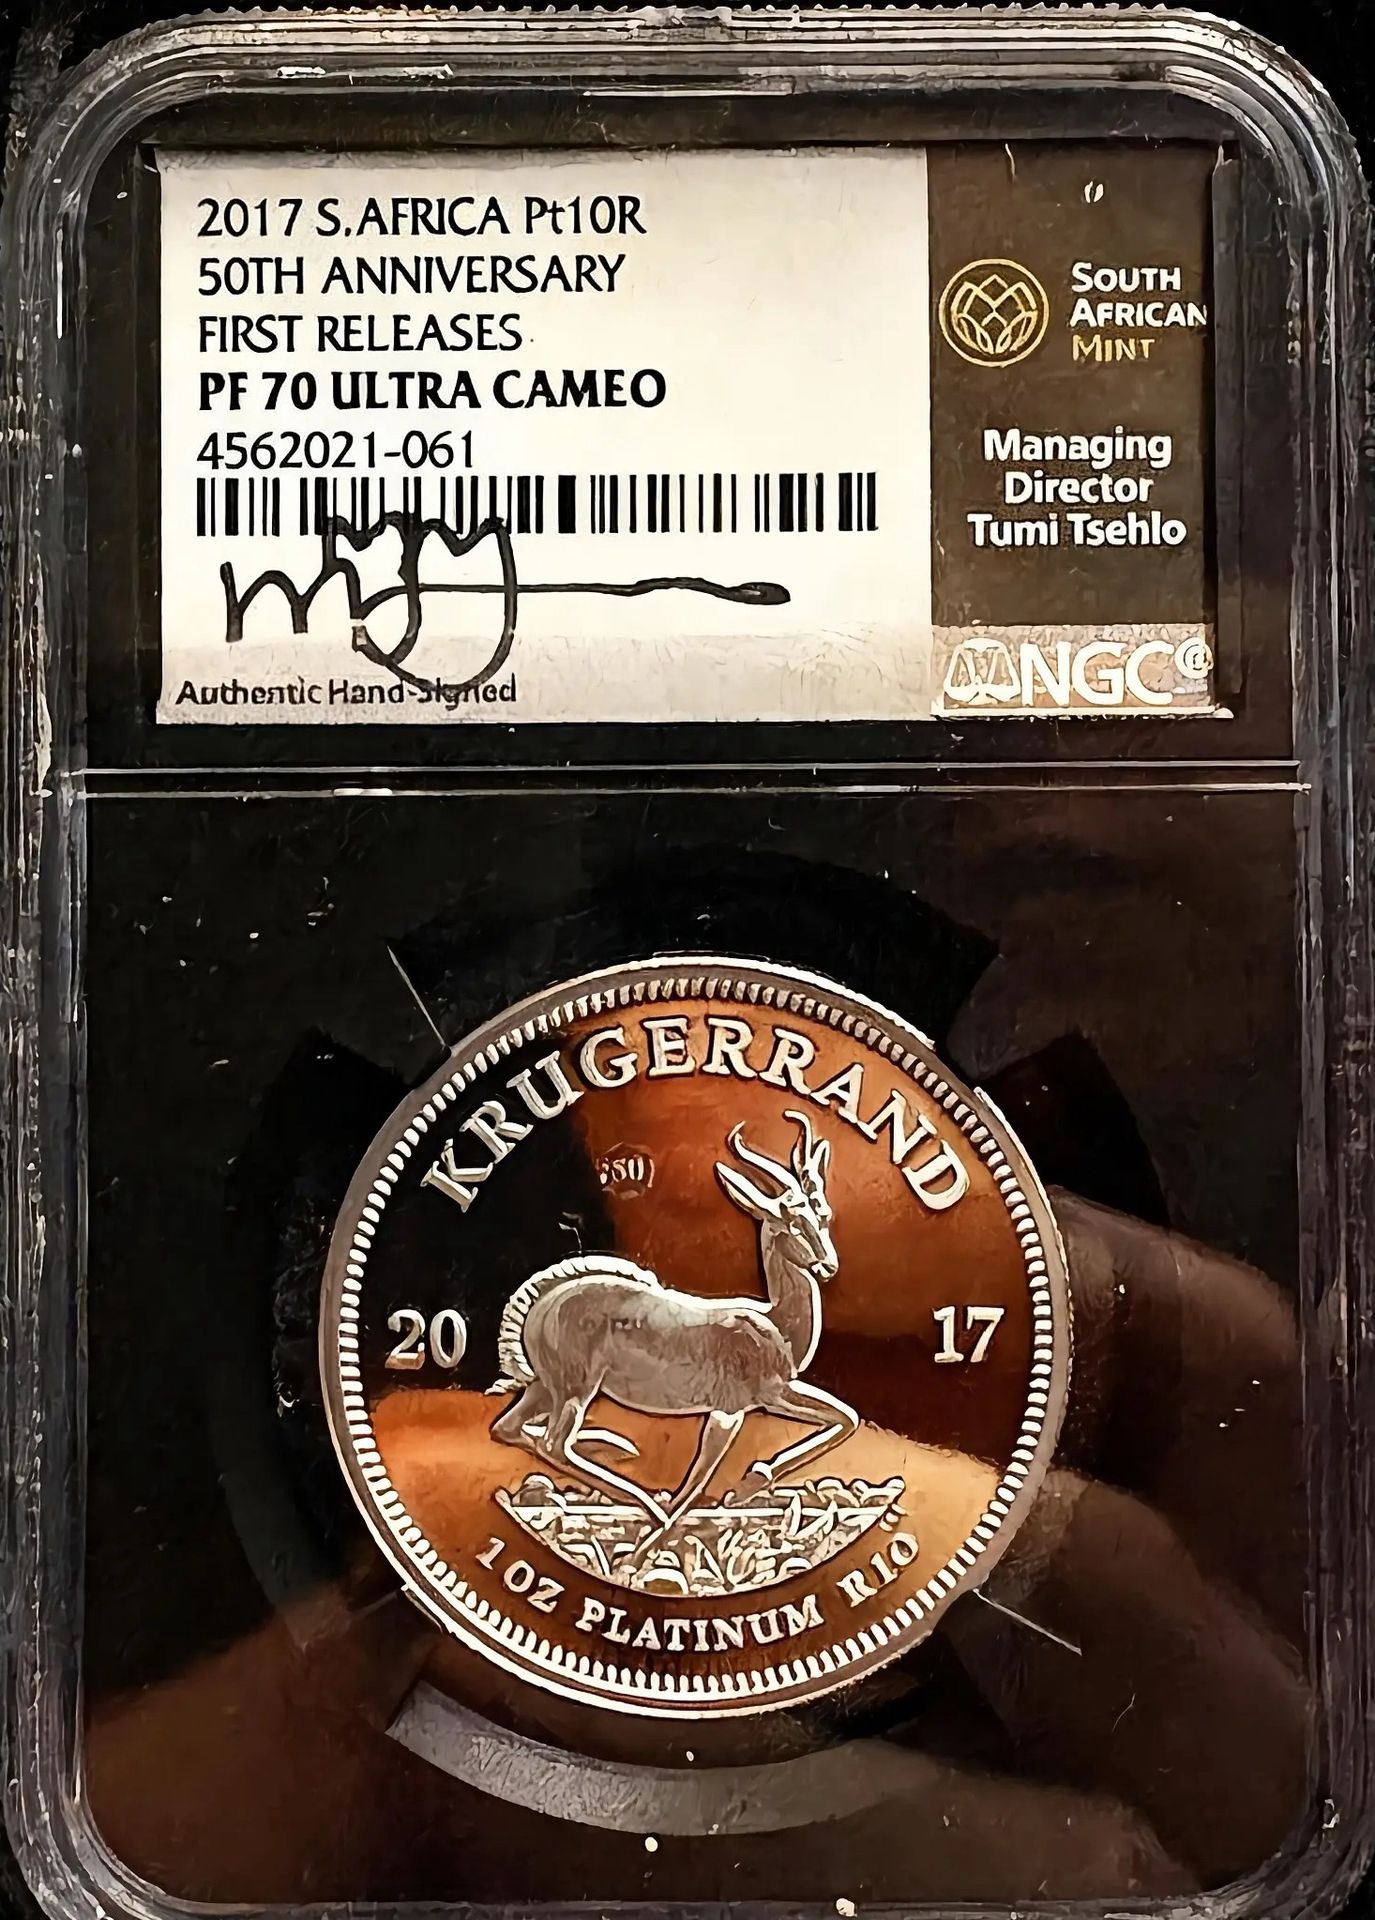 2017 S.AFRICA Pt10R
50TH ANNIVERSARY
FIRST RELEASES
PF 70 ULTRA CAMEO
4562021-061
Authentic Hand-Signed
SOUTH
AFRICAN
MINT
Managing
Director
Tumi Tsehlo
NGC
KRUGERRAND
50
20 17
1 OZ PLATINUM R10